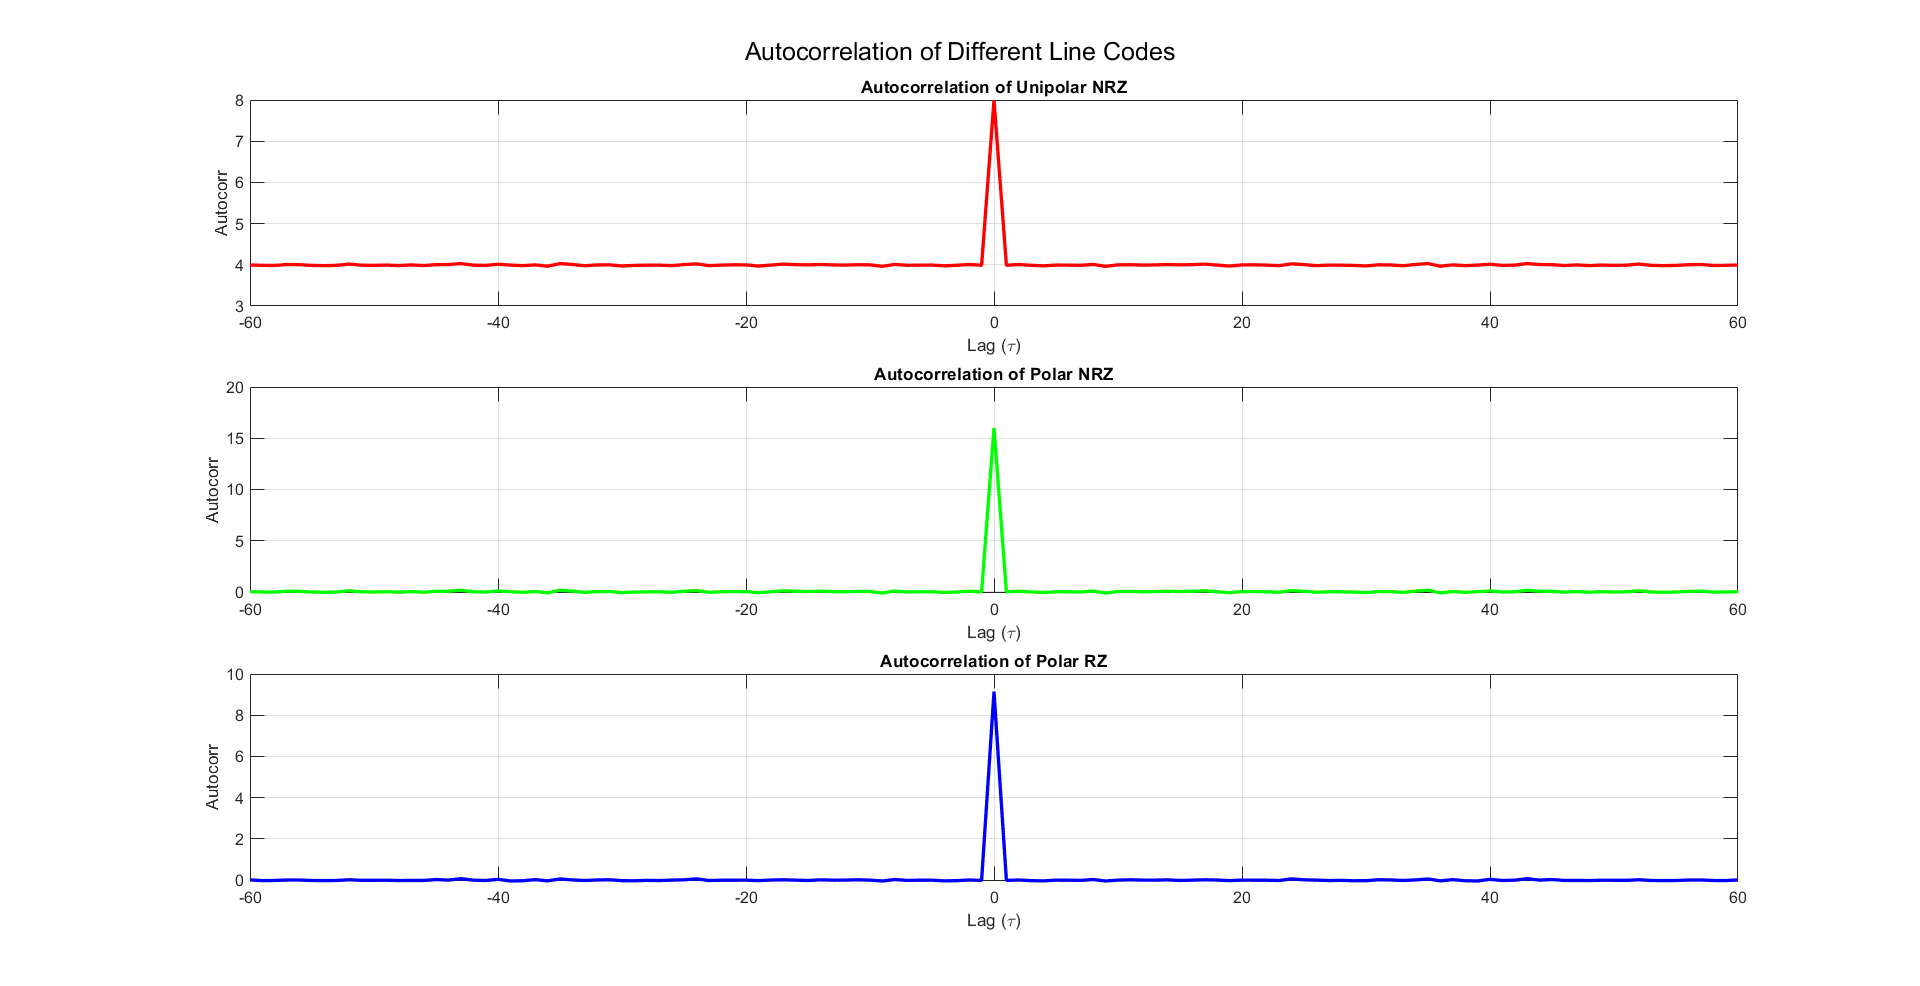 Autocorrelation of Different Line Codes
Autocorrelation of Unipolar NRZ
Autocorr
8
7
6
5
4
3
-60 -40 -20 0 20 40 60
Lag (τ)
Autocorrelation of Polar NRZ
Autocorr
20
15
10
5
0
-60 -40 -20 0 20 40 60
Lag (τ)
Autocorrelation of Polar RZ
Autocorr
10
8
6
4
2
0
-60 -40 -20 0 20 40 60
Lag (τ)